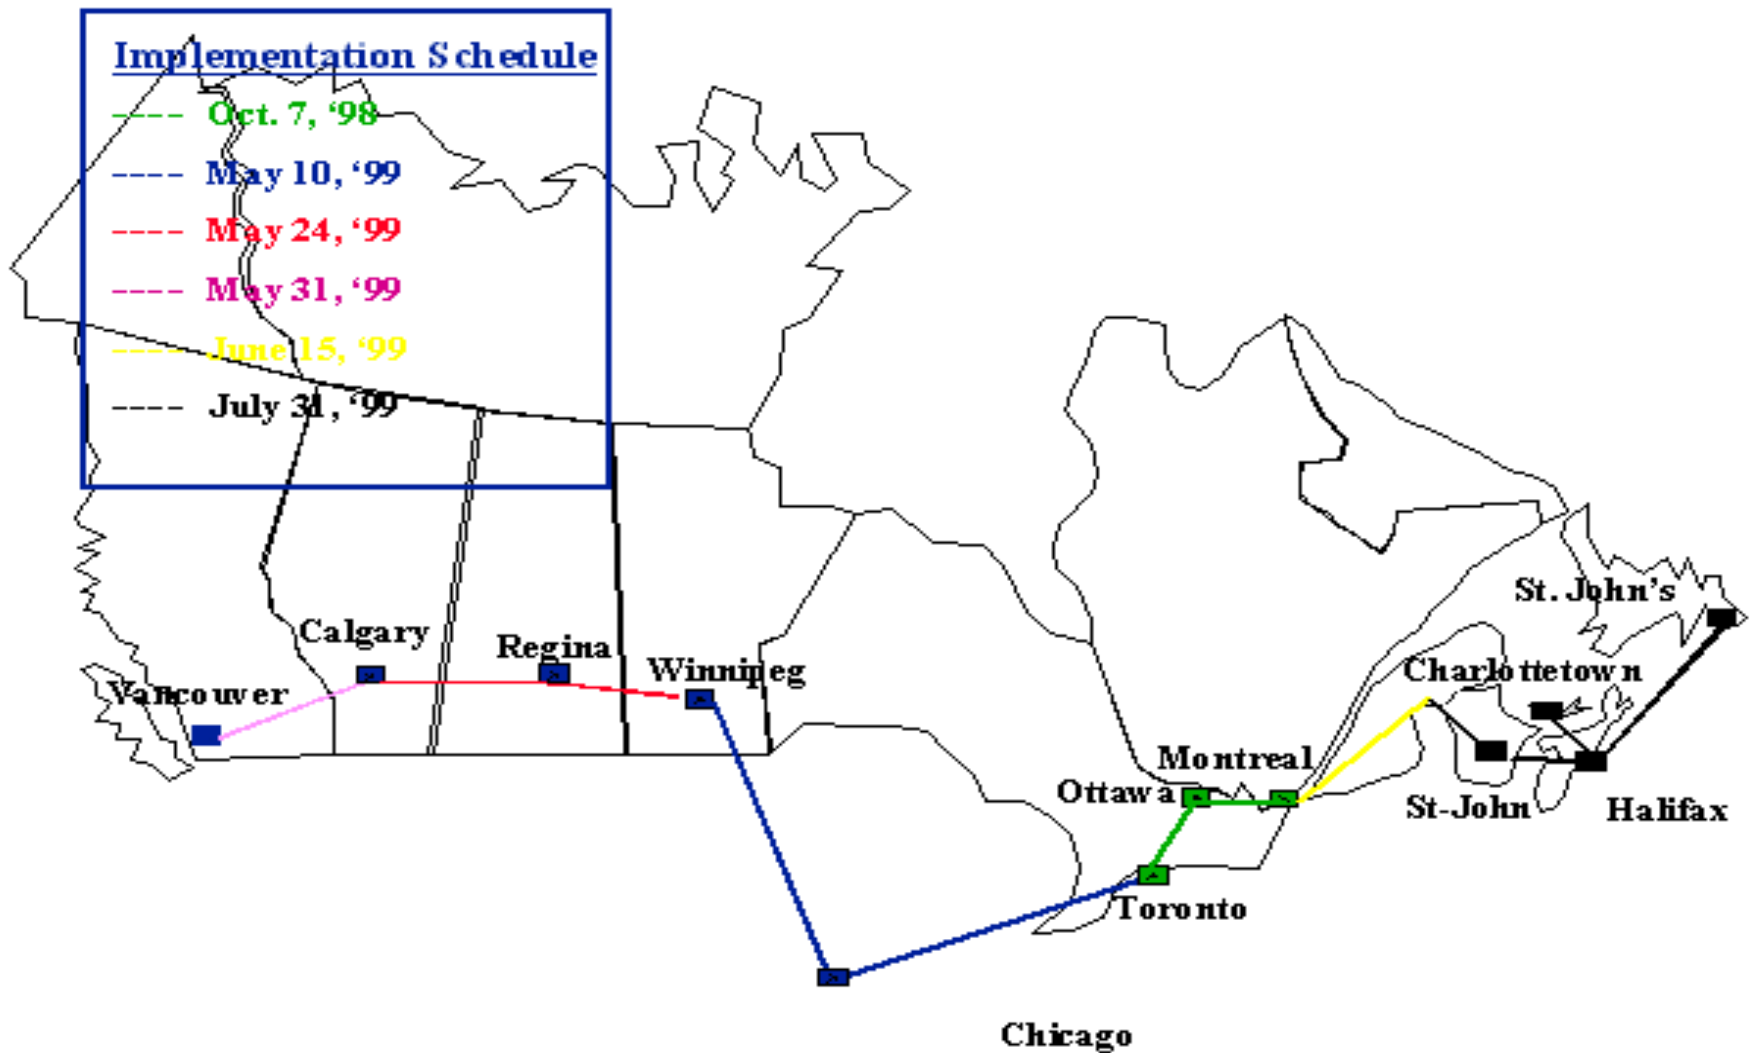 Implementation Schedule
---- Oct. 7, ‘98
---- May 10, ‘99
---- May 24, ‘99
---- May 31, ‘99
---- June 15, ‘99
---- July 31, ‘99
St. John’s
Calgary
Regina
Winnipeg
Charlottetown
Vancouver
Montreal
Ottawa
St-John
Halifax
Toronto
Chicago